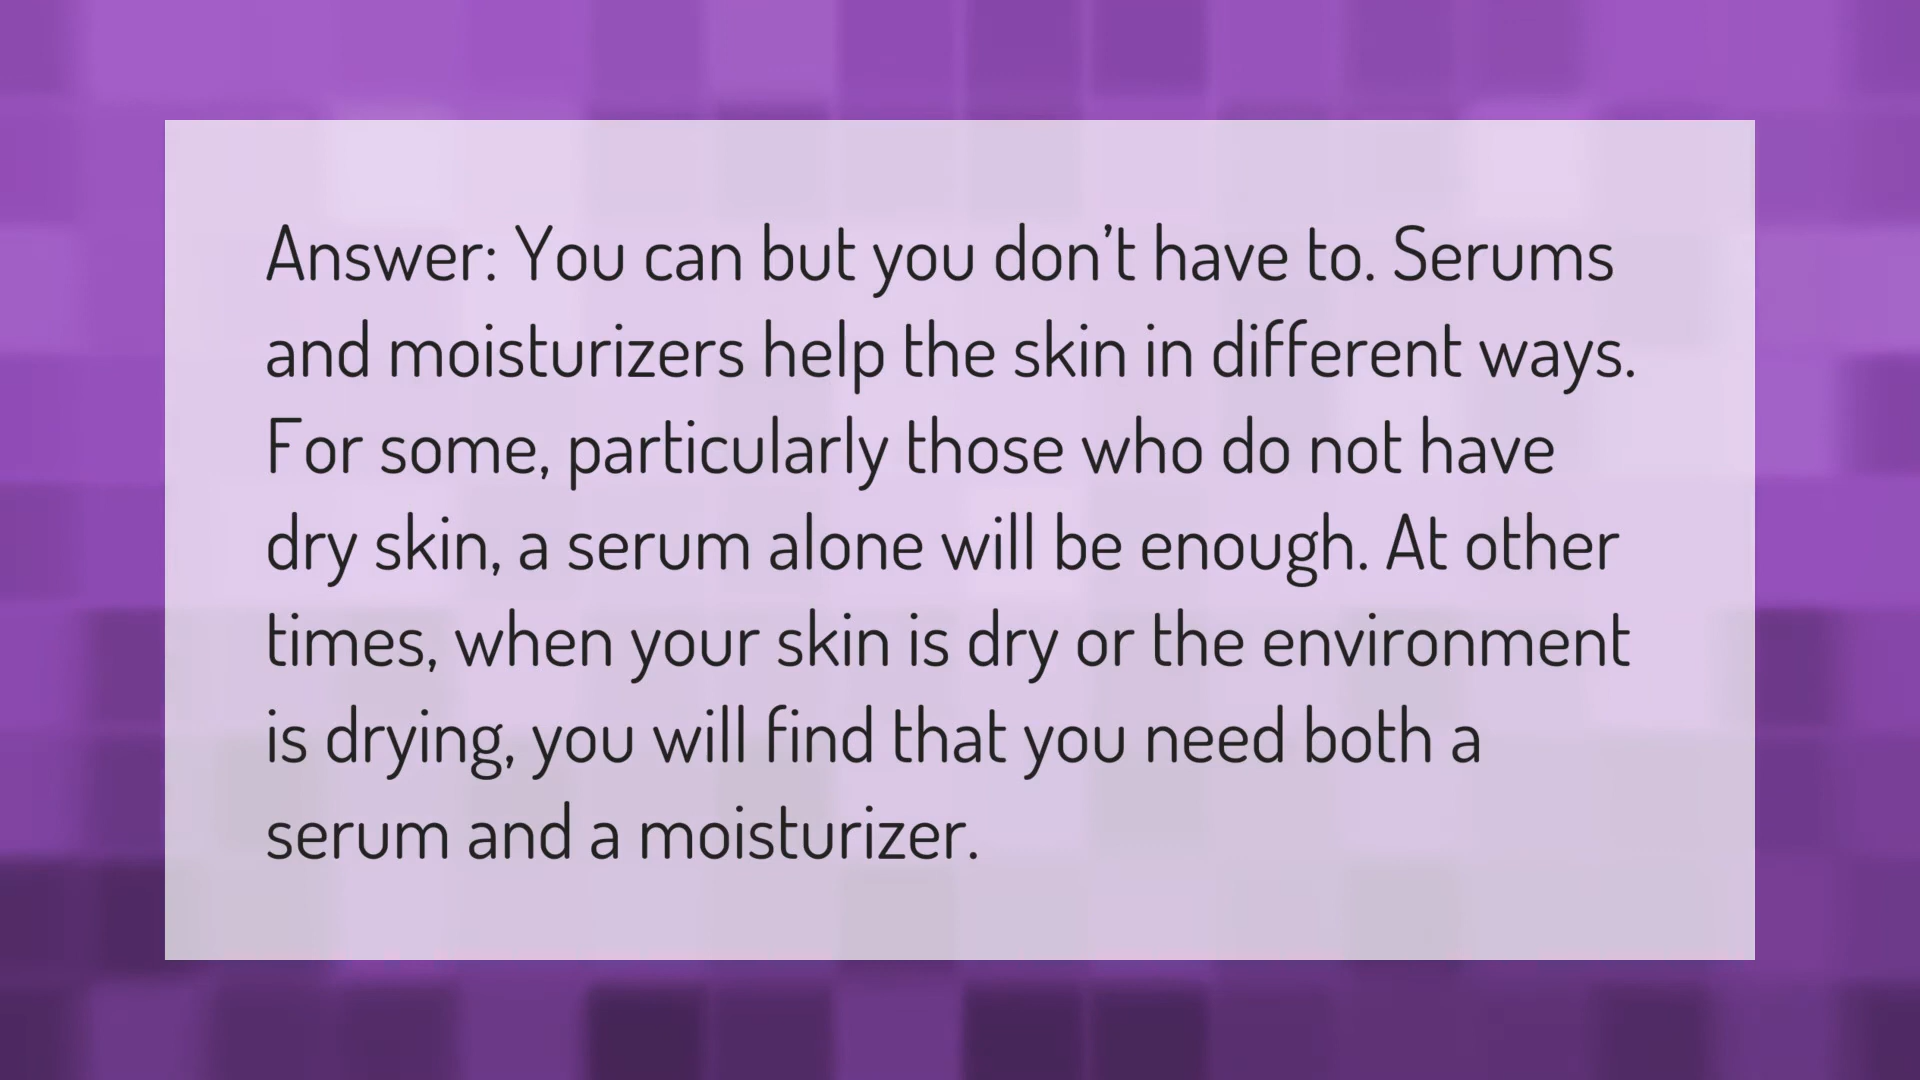 Answer: You can but you don't have to. Serums
and moisturizers help the skin in different ways.
For some, particularly those who do not have
dry skin, a serum alone will be enough. At other
times, when your skin is dry or the environment
is drying, you will find that you need both a
serum and a moisturizer.